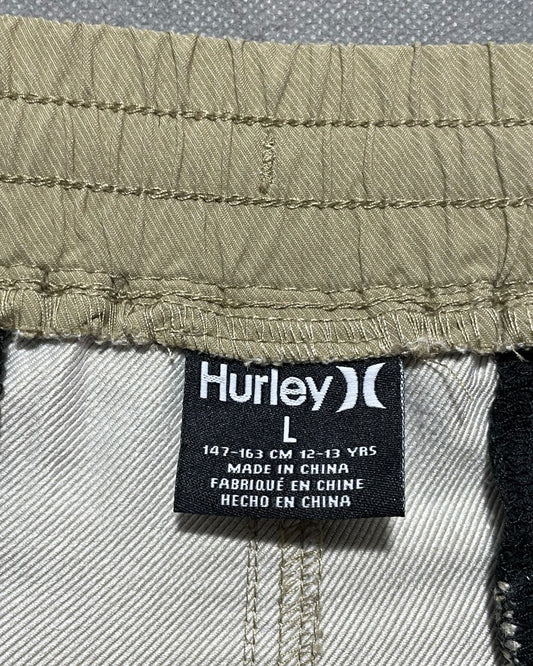 Hurley
L
147-163 CM 12-13 YRS
MADE IN CHINA
FABRIQUÉ EN CHINE
HECHO EN CHINA